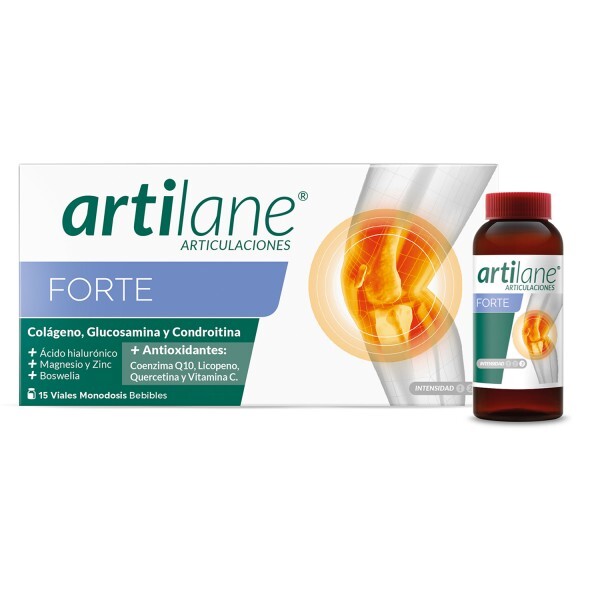 artilane®
ARTICULACIONES
FORTE
Colágeno, Glucosamina y Condroitina
+ Ácido hialurónico
+ Magnesio y Zinc
+ Boswelia
+ Antioxidantes:
Coenzima Q10, Licopeno,
Quercetina y Vitamina C.
15 Viales Monodosis Bebibles
INTENSIDAD
artilane®
ARTICULACIONES
FORTE
INTENSIDAD